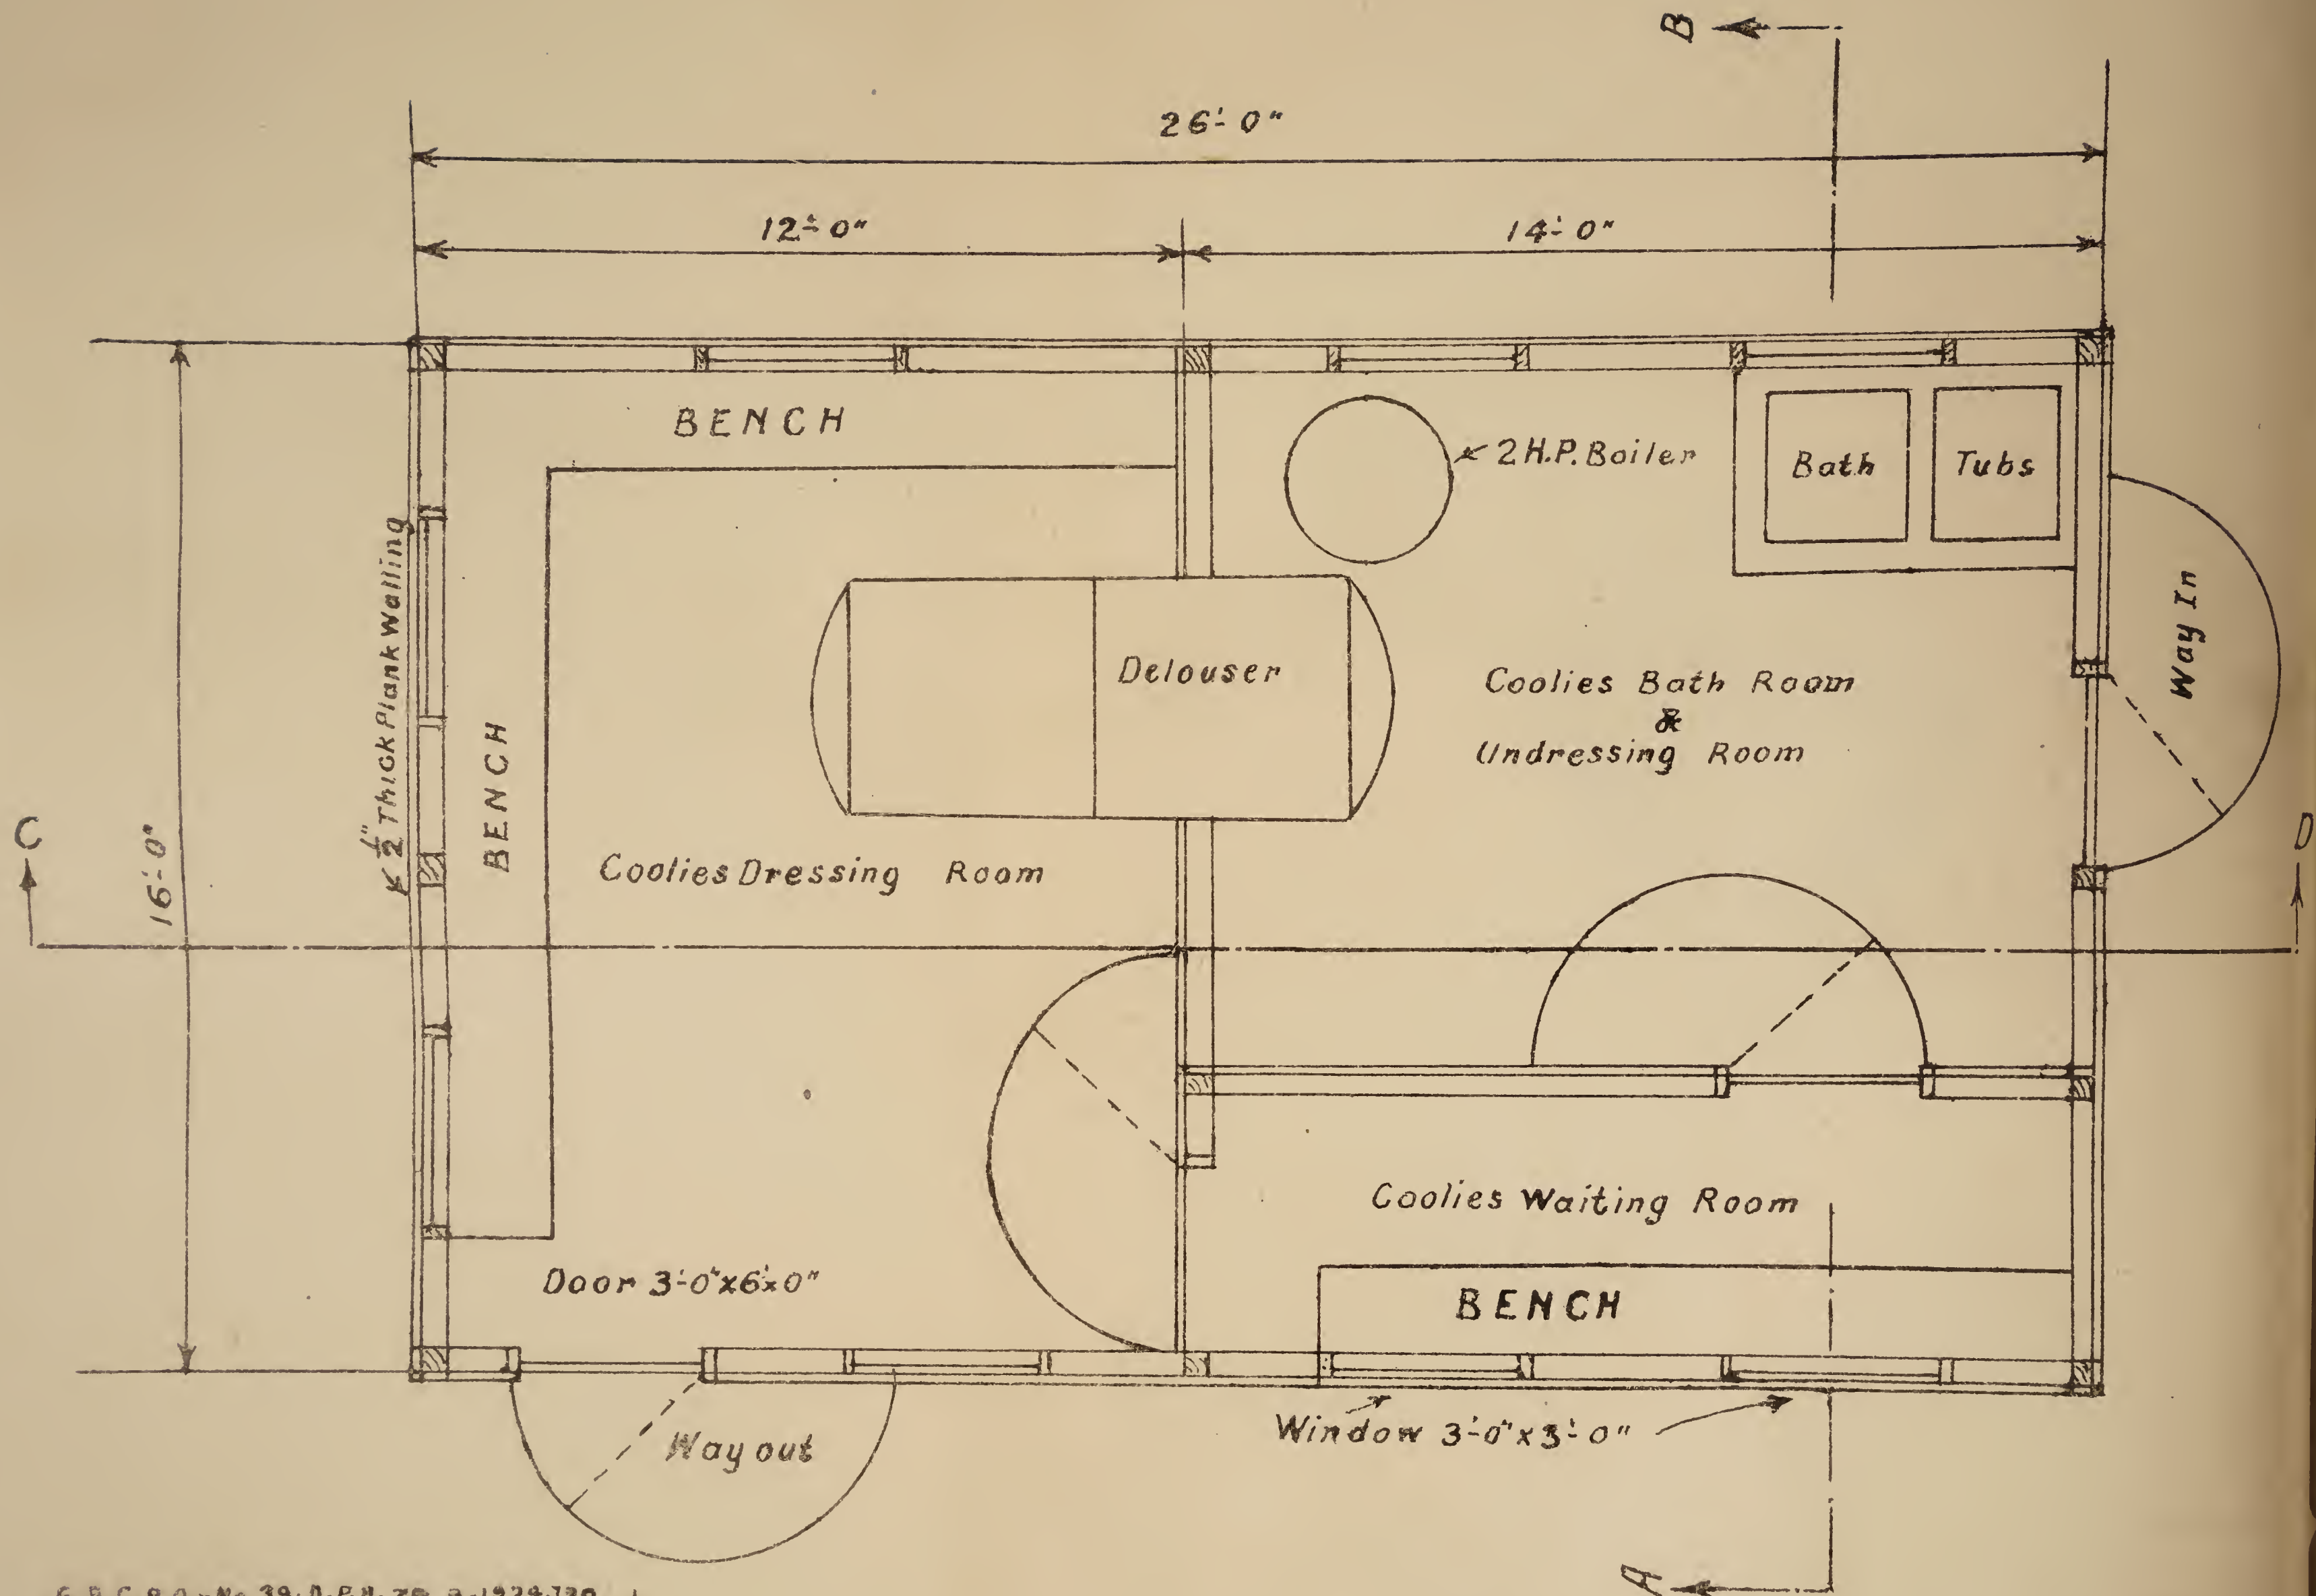 B
26'-0"
12'-0"
14'-0"
BENCH
2 H.P. Boiler
Bath
Tubs
1/2" Thick Plank Walling
BENCH
Delouser
Way In
Coolies Bath Room
&
Undressing Room
C
D
16'-0"
Coolies Dressing Room
Coolies Waiting Room
Door 3'-0"x6'x0"
BENCH
Way out
Window 3'-0"x3'-0"
A